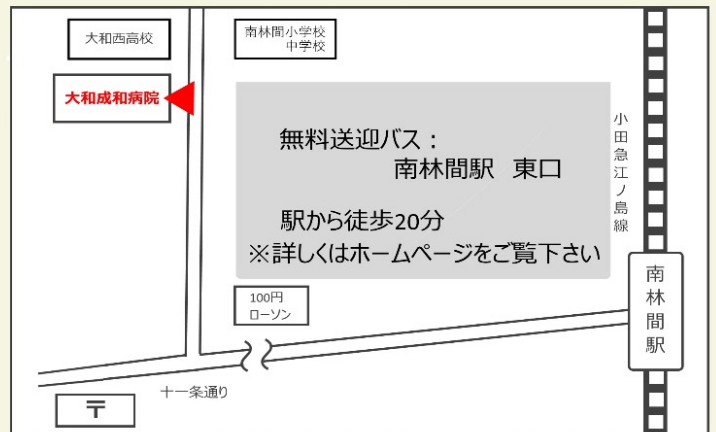 大和西高校
南林間小学校
中学校
大和成和病院
無料送迎バス：
南林間駅 東口
駅から徒歩20分
※詳しくはホームページをご覧下さい
小田急江ノ島線
100円
ローソン
南林間駅
十一条通り
〒